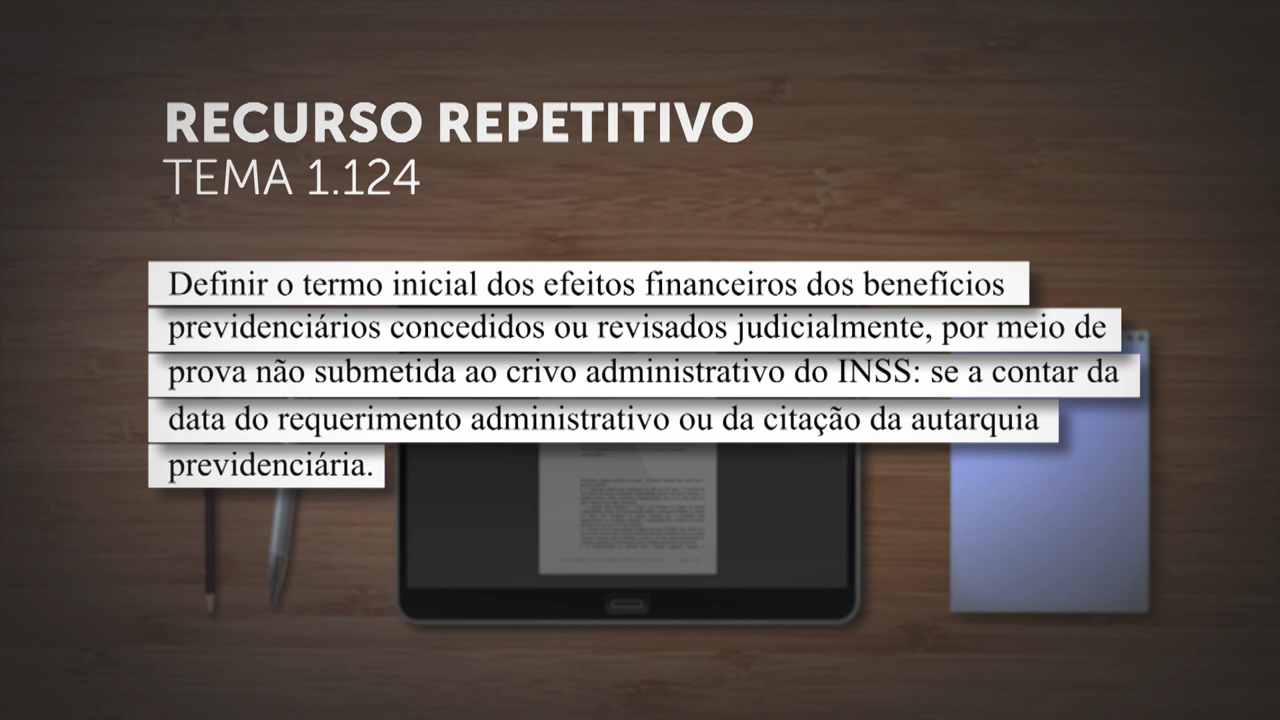 RECURSO REPETITIVO
TEMA 1.124
Definir o termo inicial dos efeitos financeiros dos benefícios
previdenciários concedidos ou revisados judicialmente, por meio de
prova não submetida ao crivo administrativo do INSS: se a contar da
data do requerimento administrativo ou da citação da autarquia
previdenciária.